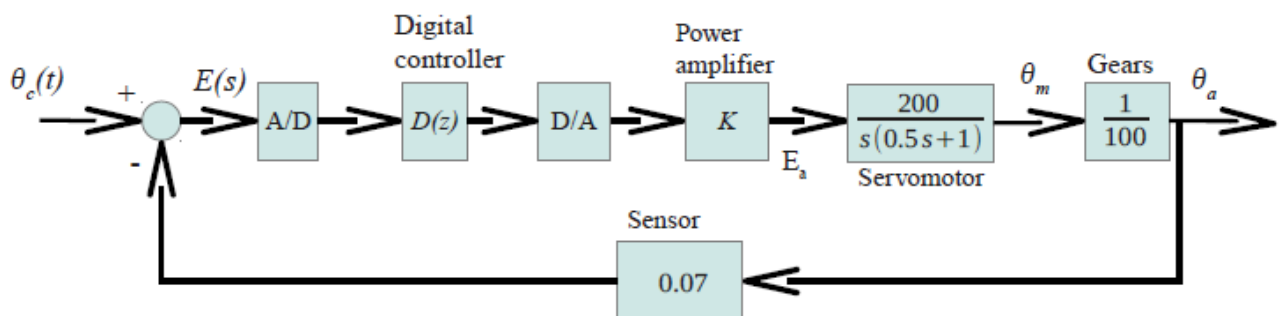 Digital
controller
Power
amplifier
Gears
θc(t)
+
E(s)
A/D
D(z)
D/A
K
Ea
200
s(0.5s+1)
Servomotor
θm
1
100
θa
-
Sensor
0.07